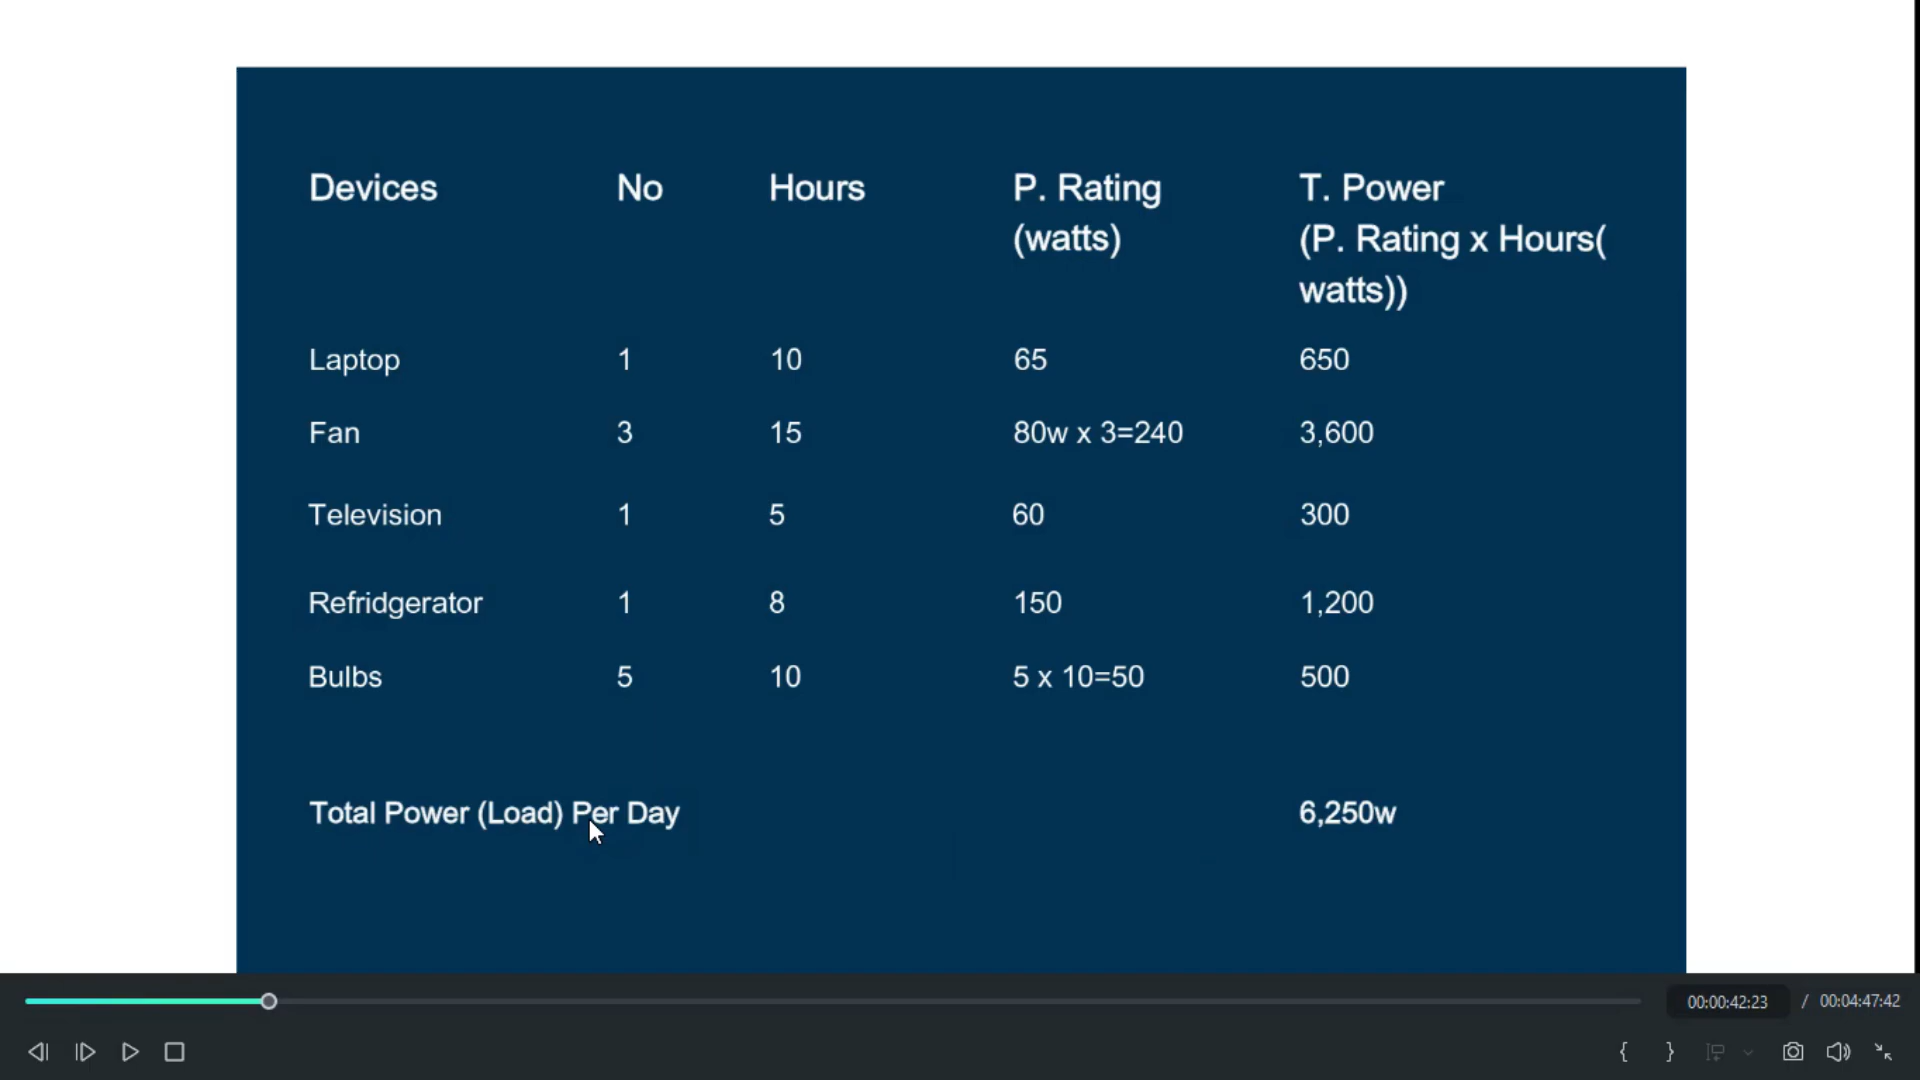 Devices No Hours P. Rating T. Power
(watts) (P. Rating x Hours(
watts))
Laptop 1 10 65 650
Fan 3 15 80w x 3=240 3,600
Television 1 5 60 300
Refridgerator 1 8 150 1,200
Bulbs 5 10 5 x 10=50 500
Total Power (Load) Per Day 6,250w
00:00:42:23 / 00:04:47:42
{ }